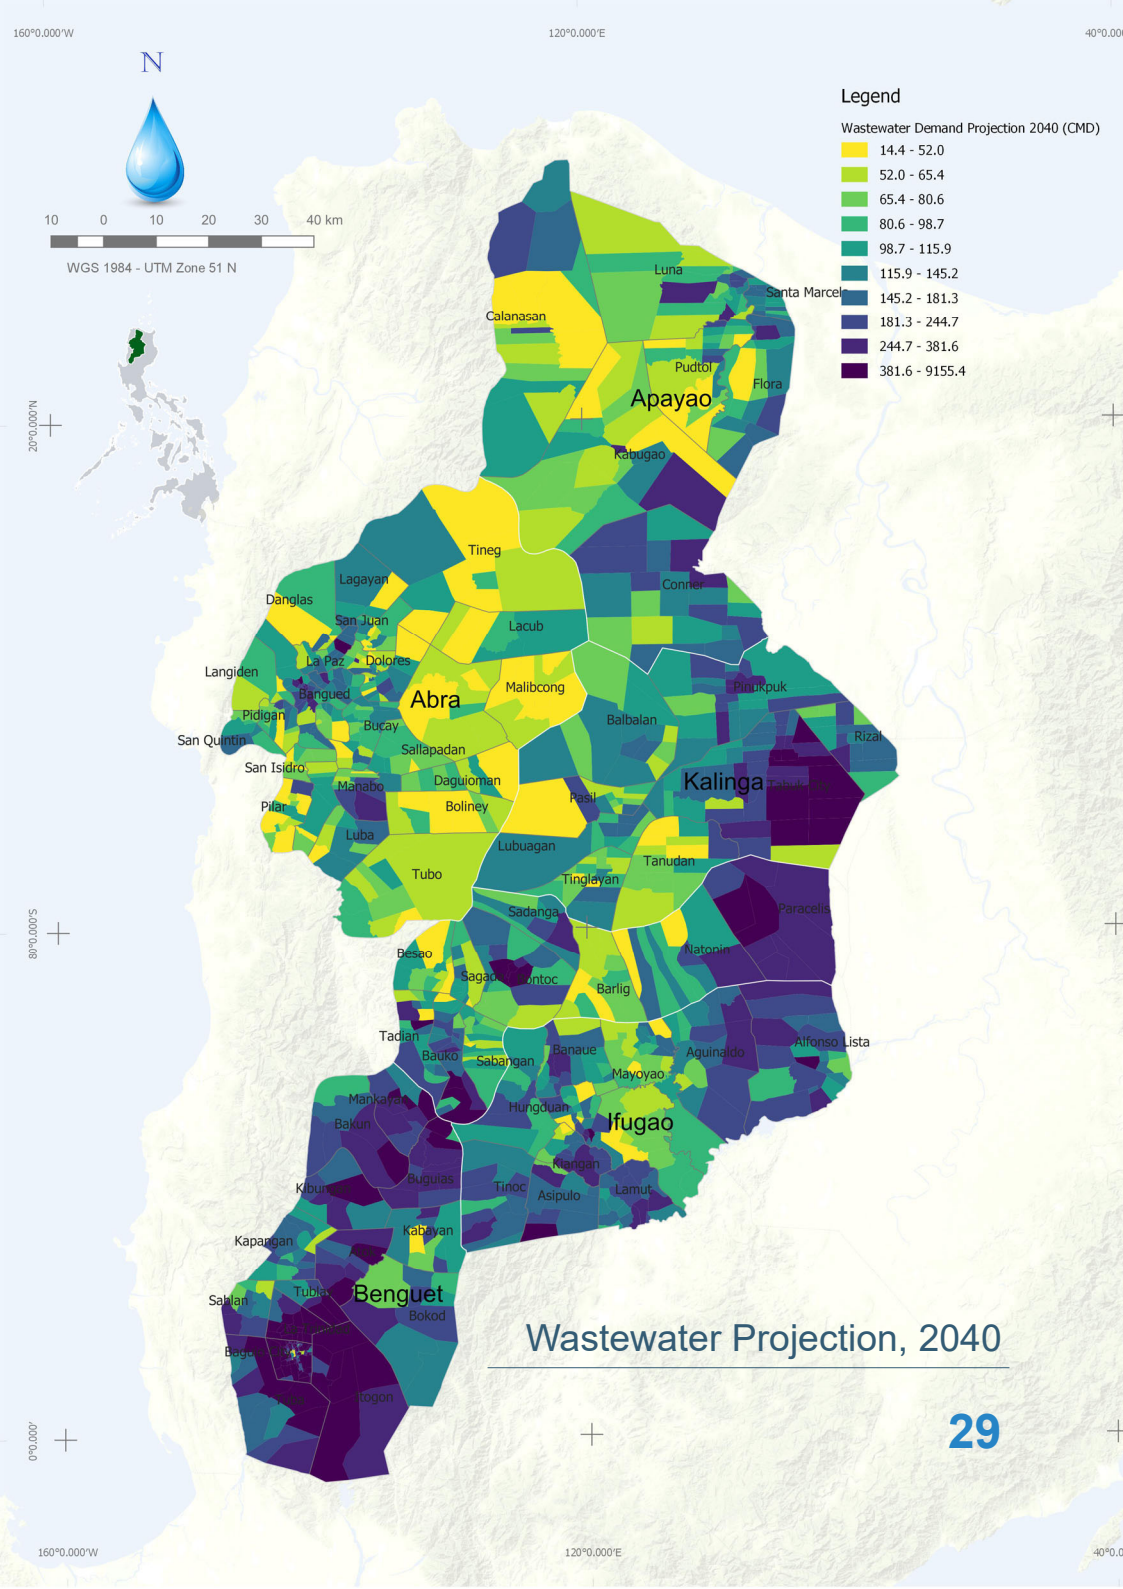 160°0.000'W
120°0.000'E
40°0.00
N
Legend
Wastewater Demand Projection 2040 (CMD)
14.4 - 52.0
52.0 - 65.4
65.4 - 80.6
80.6 - 98.7
98.7 - 115.9
115.9 - 145.2
145.2 - 181.3
181.3 - 244.7
244.7 - 381.6
381.6 - 9155.4
10 0 10 20 30 40 km
WGS 1984 - UTM Zone 51 N
Luna
Santa Marcela
Calanasan
Pudtol
Flora
Apayao
20°0.000'N
Kabugao
Tineg
Lagayan
Conner
Danglas
San Juan
Lacub
La Paz
Dolores
Langiden
Malibcong
Pinukpuk
Bangued
Abra
Pidigan
Bucay
Balbalan
San Quintin
Rizal
Sallapadan
San Isidro
Daguioman
Kalinga
Manabo
Pasil
Pilar
Boliney
Luba
Lubuagan
Tanudan
Tubo
Tinglayan
Sadanga
Paracelis
80°0.000'S
Besao
Natonin
Sagada
Bontoc
Barlig
Tadian
Bauko
Sabangan
Banaue
Aguinaldo
Alfonso Lista
Mayoyao
Mankayan
Hungduan
Bakun
Ifugao
Kiangan
Buguias
Kibungan
Tinoc
Asipulo
Lamut
Kapangan
Kabayan
Sablan
Tublay
Benguet
Bokod
Itogon
Wastewater Projection, 2040
29
0°0.000'
160°0.000'W
120°0.000'E
40°0.00